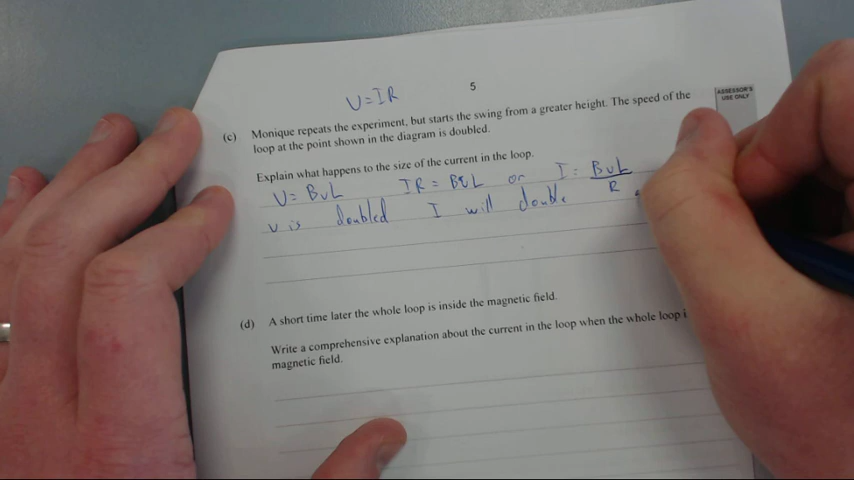 V=IR
5
ASSESSOR'S
USE ONLY
(c) Monique repeats the experiment, but starts the swing from a greater height. The speed of the
loop at the point shown in the diagram is doubled.
Explain what happens to the size of the current in the loop.
V= BvL IR = BvL or I = BvL/R
v is doubled I will double
(d) A short time later the whole loop is inside the magnetic field.
Write a comprehensive explanation about the current in the loop when the whole loop
magnetic field.